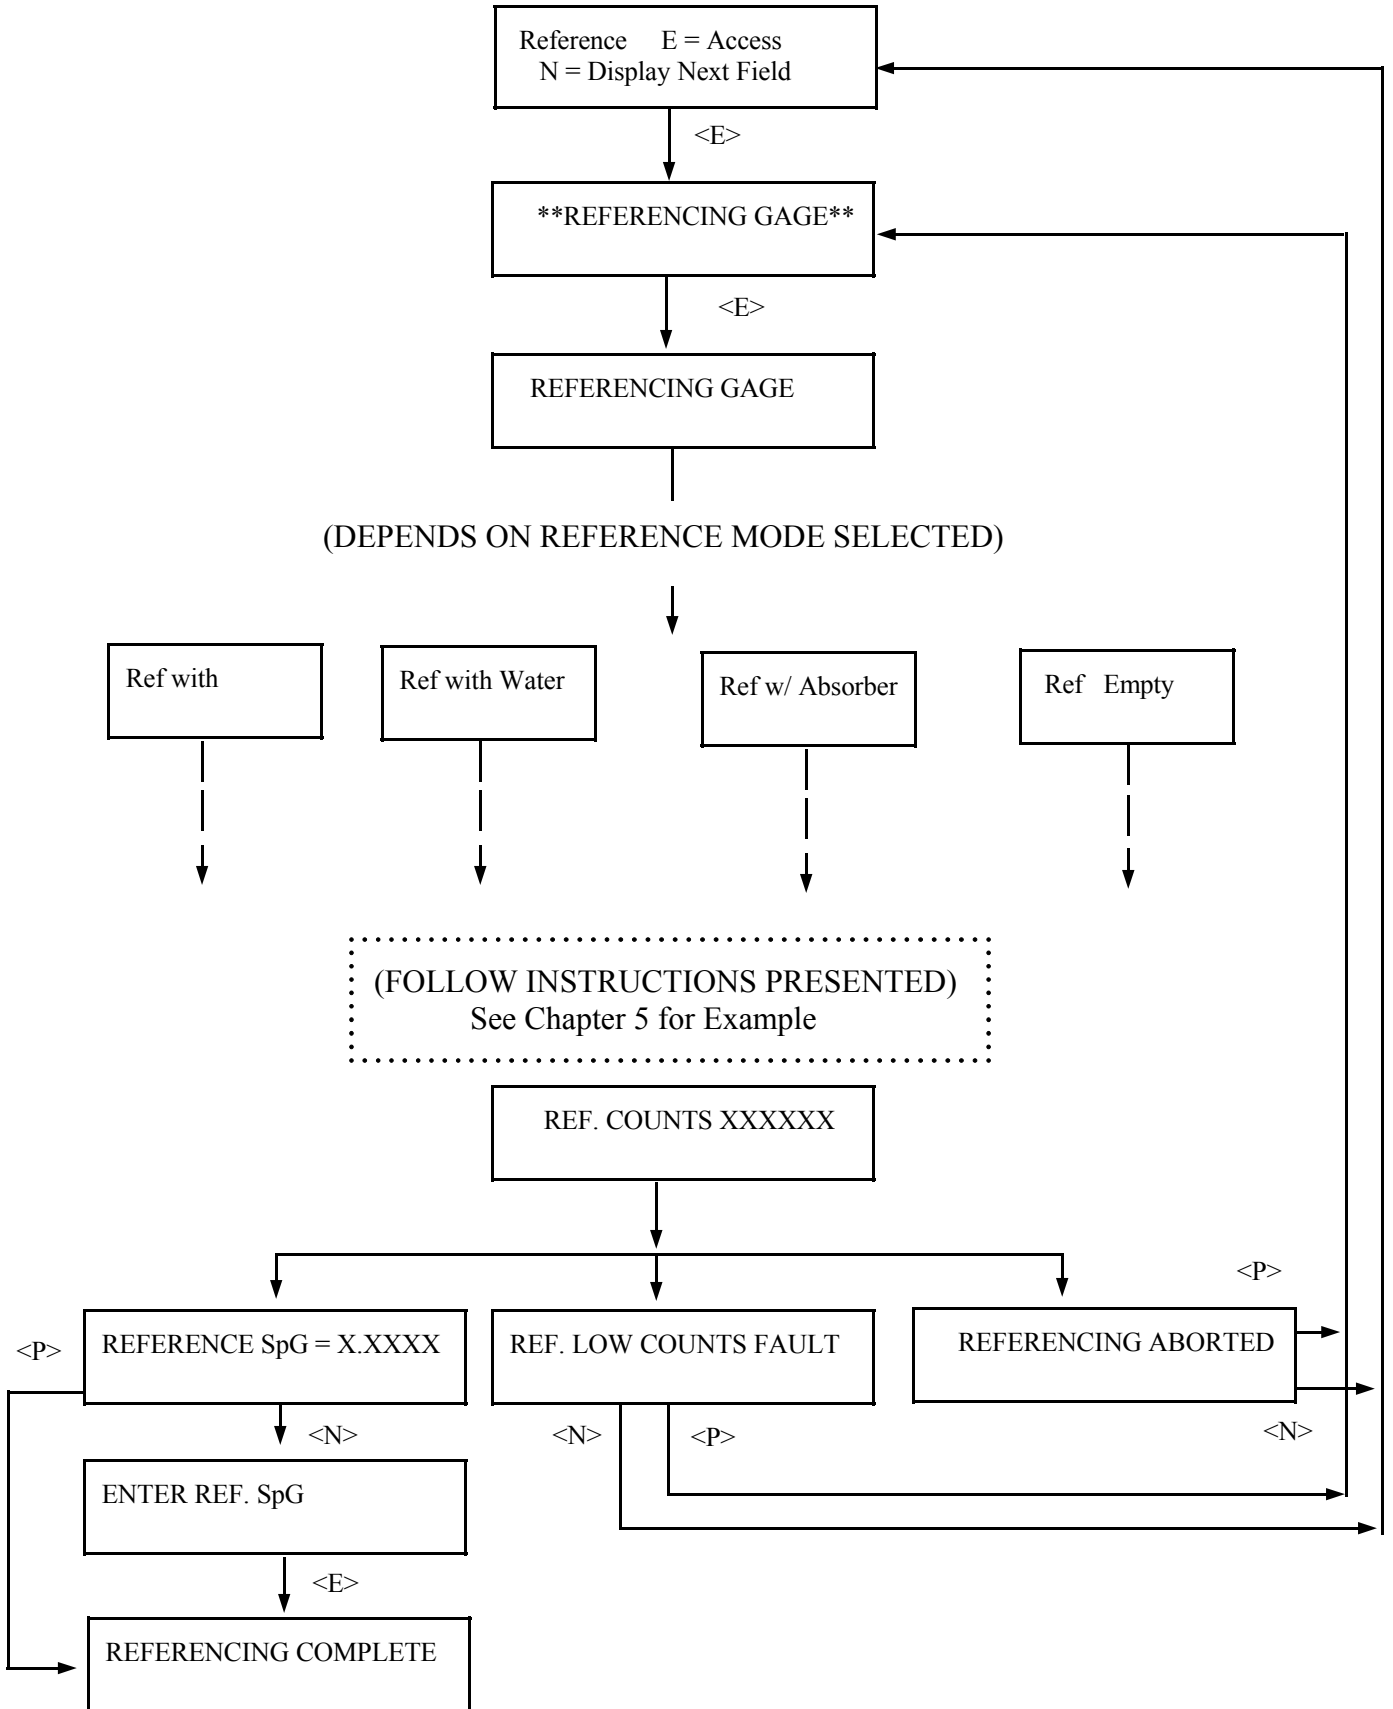 Reference E = Access
N = Display Next Field
<E>
**REFERENCING GAGE**
<E>
REFERENCING GAGE
(DEPENDS ON REFERENCE MODE SELECTED)
Ref with
Ref with Water
Ref w/ Absorber
Ref Empty
(FOLLOW INSTRUCTIONS PRESENTED)
See Chapter 5 for Example
REF. COUNTS XXXXXX
<P>
<P>
REFERENCE SpG = X.XXXX
REF. LOW COUNTS FAULT
REFERENCING ABORTED
<N>
<N>
<P>
<N>
ENTER REF. SpG
<E>
REFERENCING COMPLETE